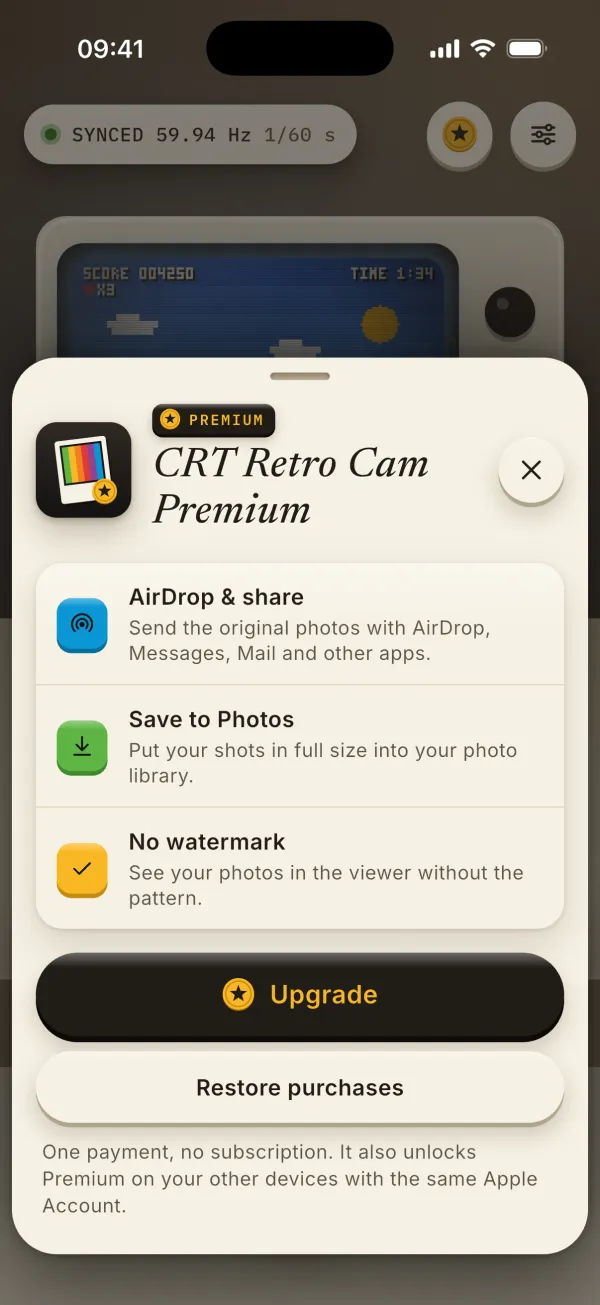 09:41
SYNCED 59.94 Hz 1/60 s
SCORE 004250
TIME 1:34
X3
PREMIUM
CRT Retro Cam
Premium
AirDrop & share
Send the original photos with AirDrop,
Messages, Mail and other apps.
Save to Photos
Put your shots in full size into your photo
library.
No watermark
See your photos in the viewer without the
pattern.
Upgrade
Restore purchases
One payment, no subscription. It also unlocks
Premium on your other devices with the same Apple
Account.